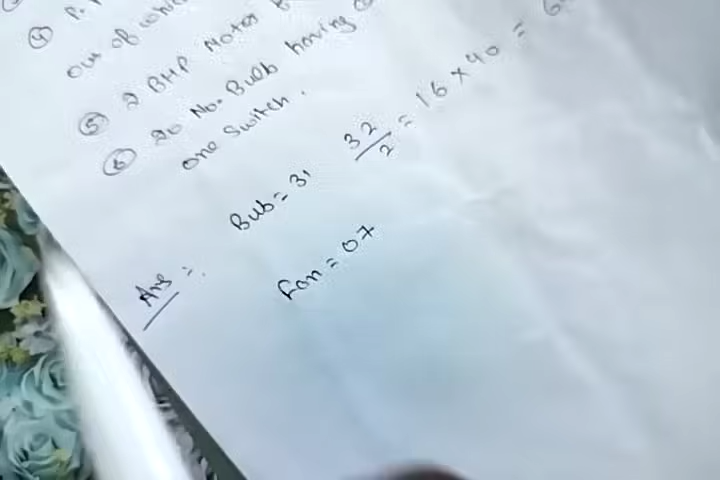 ④ P.
out of
⑤ 2 BHP Motor
⑥ 20 No. Bulb having
one Switch.
Ans =. Bub = 31 32/2 = 16 × 40 =
Fan = 07